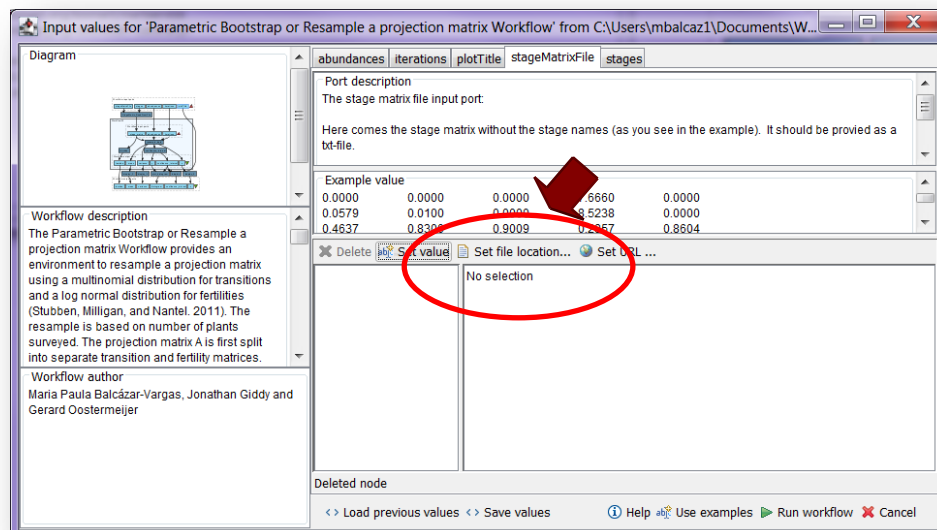 Input values for 'Parametric Bootstrap or Resample a projection matrix Workflow' from C:\Users\mbalcaz1\Documents\W...
Diagram
abundances iterations plotTitle stageMatrixFile stages
Port description
The stage matrix file input port:
Here comes the stage matrix without the stage names (as you see in the example). It should be provied as a
txt-file.
Example value
0.0000 0.0000 0.0000 .6660 0.0000
0.0579 0.0100 8.5238 0.0000
0.4637 0.8300 0.9009 0.8604
Workflow description
The Parametric Bootstrap or Resample a
projection matrix Workflow provides an
environment to resample a projection matrix
using a multinomial distribution for transitions
and a log normal distribution for fertilities
(Stubben, Milligan, and Nantel. 2011). The
resample is based on number of plants
surveyed. The projection matrix A is first split
into separate transition and fertility matrices.
Delete Set value Set file location... Set URL ...
No selection
Workflow author
Maria Paula Balcázar-Vargas, Jonathan Giddy and
Gerard Oostermeijer
Deleted node
Load previous values Save values Help Use examples Run workflow Cancel